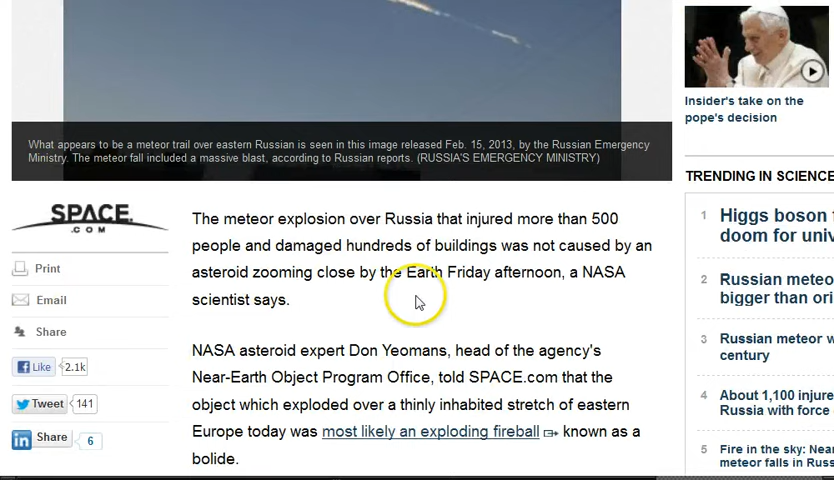 What appears to be a meteor trail over eastern Russian is seen in this image released Feb. 15, 2013, by the Russian Emergency
Ministry. The meteor fall included a massive blast, according to Russian reports. (RUSSIA'S EMERGENCY MINISTRY)
SPACE
.COM
Print
Email
Share
Like 2.1k
Tweet 141
Share 6
The meteor explosion over Russia that injured more than 500
people and damaged hundreds of buildings was not caused by an
asteroid zooming close by the Earth Friday afternoon, a NASA
scientist says.
NASA asteroid expert Don Yeomans, head of the agency's
Near-Earth Object Program Office, told SPACE.com that the
object which exploded over a thinly inhabited stretch of eastern
Europe today was most likely an exploding fireball known as a
bolide.
Insider's take on the
pope's decision
TRENDING IN SCIENCE
1 Higgs boson
doom for
2 Russian
bigger than
3 Russian meteor
century
4 About 1,100 injured
Russia with force
5 Fire in the sky:
meteor falls in